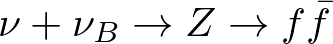 ν + ν_B → Z → f f̄